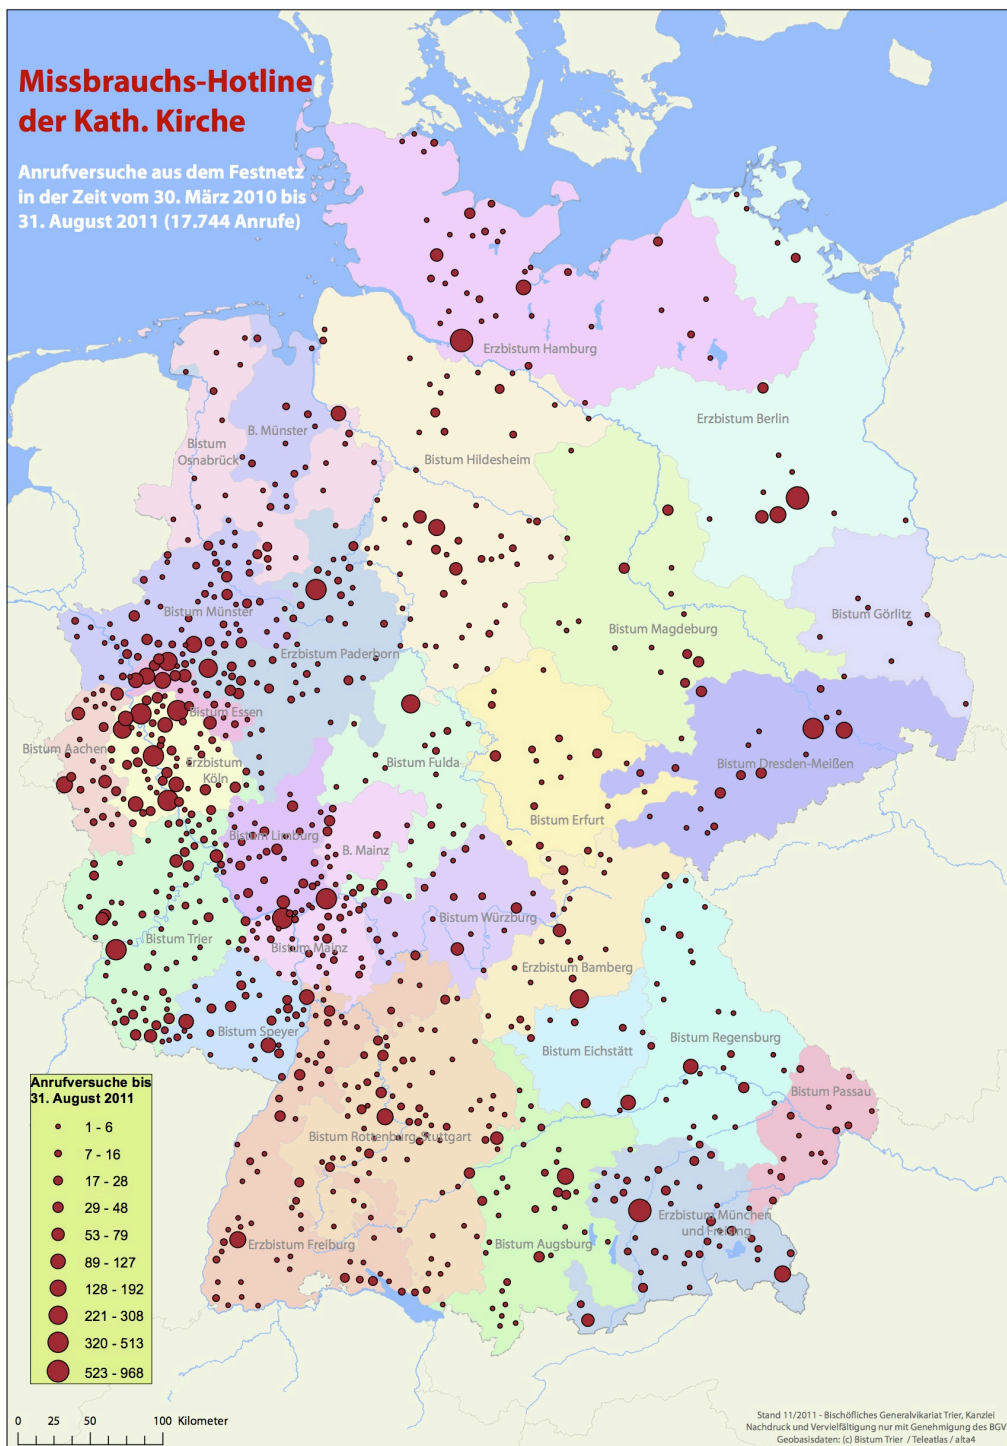 Missbrauchs-Hotline
der Kath. Kirche
Anrufversuche aus dem Festnetz
in der Zeit vom 30. März 2010 bis
31. August 2011 (17.744 Anrufe)
Erzbistum Hamburg
Erzbistum Berlin
B. Münster
Bistum
Osnabrück
Bistum Hildesheim
Bistum Münster
Bistum Görlitz
Bistum Magdeburg
Erzbistum Paderborn
Bistum Essen
Bistum Aachen
Erzbistum
Köln
Bistum Fulda
Bistum Dresden-Meißen
Bistum Erfurt
Bistum Limburg
B. Mainz
Bistum Würzburg
Bistum Trier
Bistum Mainz
Erzbistum Bamberg
Bistum Speyer
Bistum Regensburg
Bistum Eichstätt
Bistum Passau
Bistum Rottenburg-Stuttgart
Erzbistum München
und Freising
Erzbistum Freiburg
Bistum Augsburg
Anrufversuche bis
31. August 2011
1 - 6
7 - 16
17 - 28
29 - 48
53 - 79
89 - 127
128 - 192
221 - 308
320 - 513
523 - 968
0 25 50 100 Kilometer
Stand 11/2011 - Bischöfliches Generalvikariat Trier, Kanzlei
Nachdruck und Vervielfältigung nur mit Genehmigung des BGV
Geobasisdaten: (c) Bistum Trier / Teleatlas / alta4